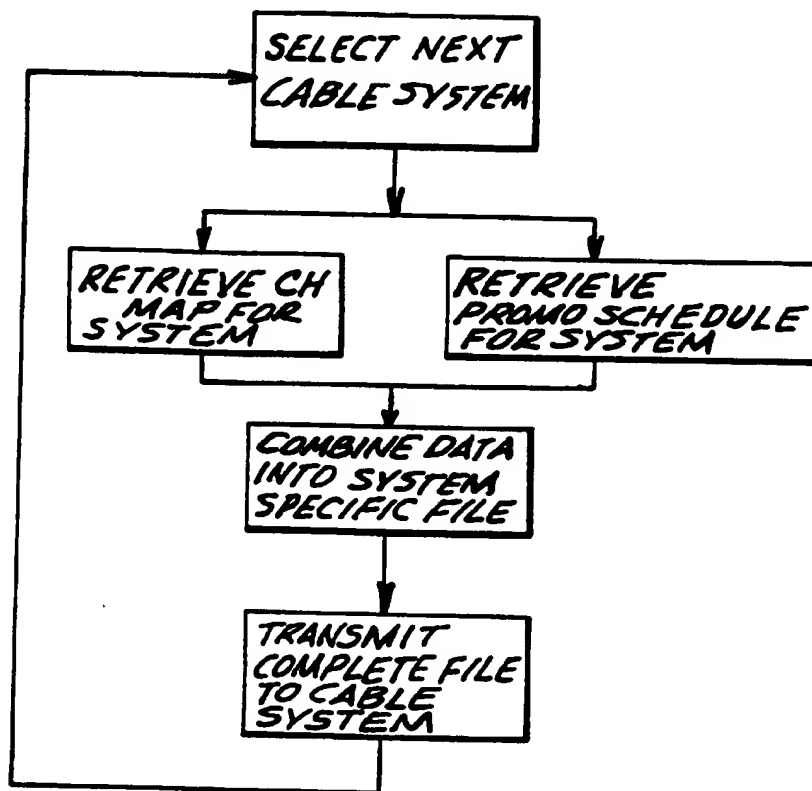 SELECT NEXT
CABLE SYSTEM
RETRIEVE CH
MAP FOR
SYSTEM
RETRIEVE
PROMO SCHEDULE
FOR SYSTEM
COMBINE DATA
INTO SYSTEM
SPECIFIC FILE
TRANSMIT
COMPLETE FILE
TO CABLE
SYSTEM